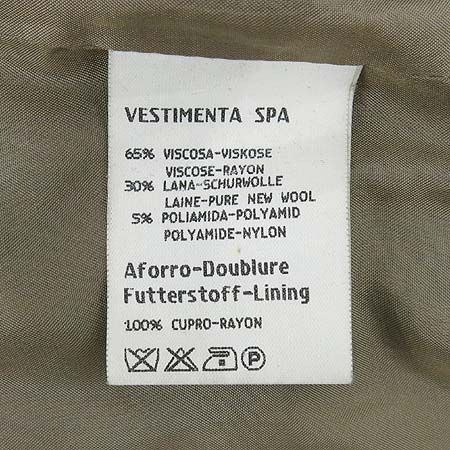 VESTIMENTA SPA
65% VISCOSA-VISKOSE
VISCOSE-RAYON
30% LANA-SCHURWOLLE
LAINE-PURE NEW WOOL
5% POLIAMIDA-POLYAMID
POLYAMIDE-NYLON
Aforro-Doublure
Futterstoff-Lining
100% CUPRO-RAYON
P